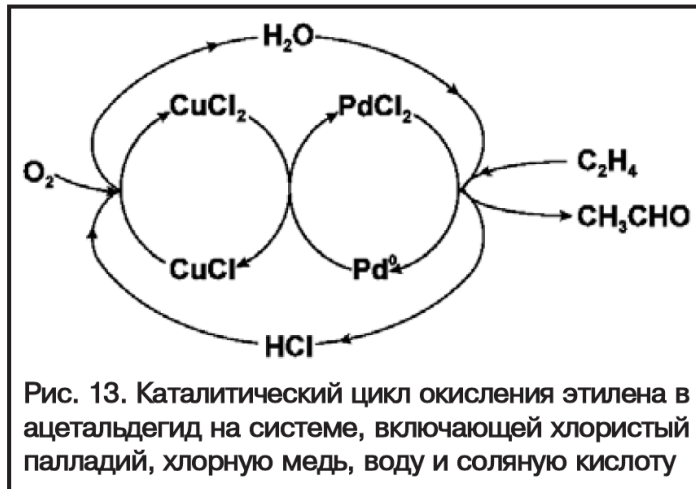 H₂O
CuCl₂ PdCl₂
O₂ C₂H₄
CH₃CHO
CuCl Pd⁰
HCl
Рис. 13. Каталитический цикл окисления этилена в
ацетальдегид на системе, включающей хлористый
палладий, хлорную медь, воду и соляную кислоту